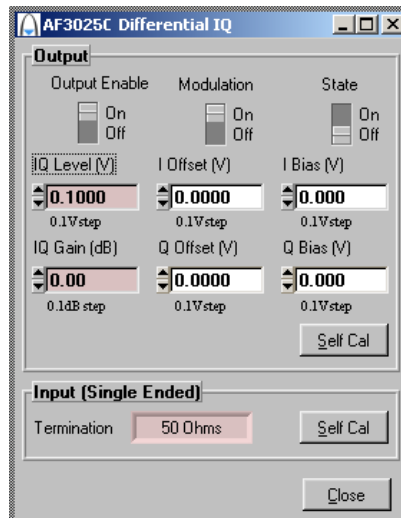 AF3025C Differential IQ
Output
Output Enable Modulation State
On On On
Off Off Off
IQ Level (V) I Offset (V) I Bias (V)
0.1000 0.0000 0.000
0.1Vstep 0.1Vstep 0.1Vstep
IQ Gain (dB) Q Offset (V) Q Bias (V)
0.00 0.0000 0.000
0.1dB step 0.1Vstep 0.1Vstep
Self Cal
Input (Single Ended)
Termination 50 Ohms Self Cal
Close